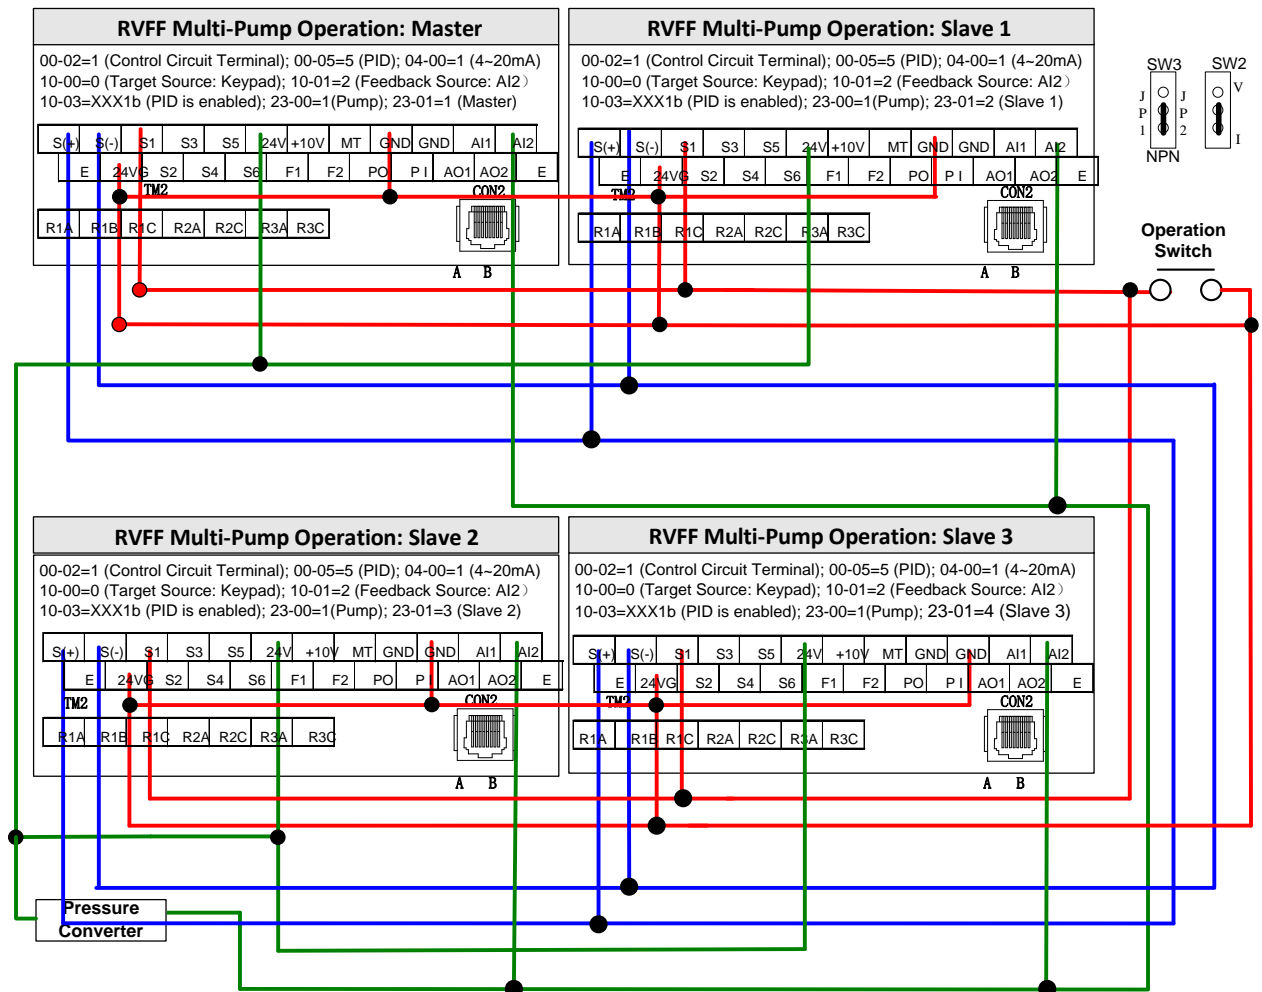 RVFF Multi-Pump Operation: Master
00-02=1 (Control Circuit Terminal); 00-05=5 (PID); 04-00=1 (4~20mA)
10-00=0 (Target Source: Keypad); 10-01=2 (Feedback Source: AI2)
10-03=XXX1b (PID is enabled); 23-00=1(Pump); 23-01=1 (Master)
S(+) S(-) S1 S3 S5 24V +10V MT GND GND AI1 AI2
E 24VG S2 S4 S6 F1 F2 PO PI AO1 AO2 E
TM2 CON2
R1A R1B R1C R2A R2C R3A R3C
A B
RVFF Multi-Pump Operation: Slave 1
00-02=1 (Control Circuit Terminal); 00-05=5 (PID); 04-00=1 (4~20mA)
10-00=0 (Target Source: Keypad); 10-01=2 (Feedback Source: AI2)
10-03=XXX1b (PID is enabled); 23-00=1(Pump); 23-01=2 (Slave 1)
S(+) S(-) S1 S3 S5 24V +10V MT GND GND AI1 AI2
E 24VG S2 S4 S6 F1 F2 PO P I AO1 AO2 E
TM2 CON2
R1A R1B R1C R2A R2C R3A R3C
A B
SW3 SW2
J J V
P P
1 2 I
NPN
Operation
Switch
RVFF Multi-Pump Operation: Slave 2
00-02=1 (Control Circuit Terminal); 00-05=5 (PID); 04-00=1 (4~20mA)
10-00=0 (Target Source: Keypad); 10-01=2 (Feedback Source: AI2)
10-03=XXX1b (PID is enabled); 23-00=1(Pump); 23-01=3 (Slave 2)
S(+) S(-) S1 S3 S5 24V +10V MT GND GND AI1 AI2
E 24VG S2 S4 S6 F1 F2 PO P I AO1 AO2 E
TM2 CON2
R1A R1B R1C R2A R2C R3A R3C
A B
RVFF Multi-Pump Operation: Slave 3
00-02=1 (Control Circuit Terminal); 00-05=5 (PID); 04-00=1 (4~20mA)
10-00=0 (Target Source: Keypad); 10-01=2 (Feedback Source: AI2)
10-03=XXX1b (PID is enabled); 23-00=1(Pump); 23-01=4 (Slave 3)
S(+) S(-) S1 S3 S5 24V +10V MT GND GND AI1 AI2
E 24VG S2 S4 S6 F1 F2 PO P I AO1 AO2 E
TM2 CON2
R1A R1B R1C R2A R2C R3A R3C
A B
Pressure
Converter